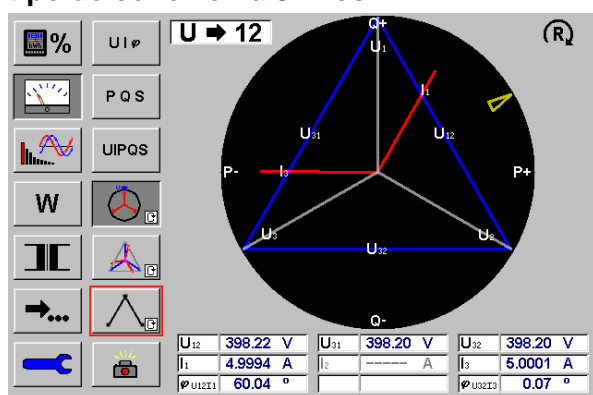 U ➡ 12
R
%
U I φ
P Q S
UIPQS
W
...
Q+
U1
I1
U31
U12
P-
I3
P+
U3
U2
U32
Q-
U12 398.22 V U31 398.20 V U32 398.20 V
I1 4.9994 A I2 ----- A I3 5.0001 A
φ U12I1 60.04 º φ U32I3 0.07 º